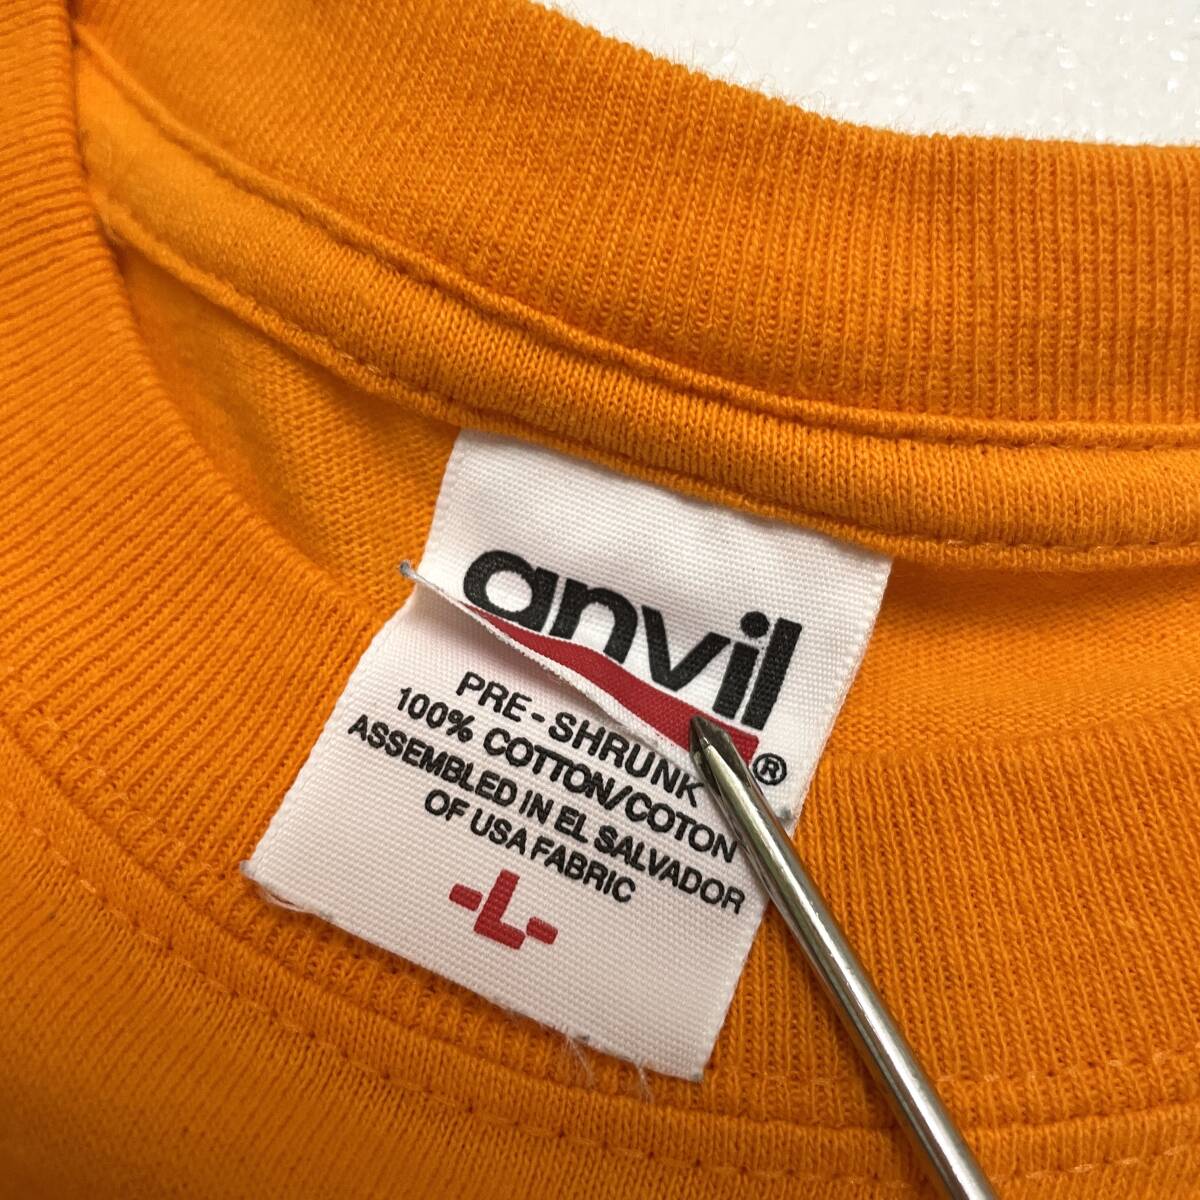 anvil®
PRE-SHRUNK
100% COTTON/COTON
ASSEMBLED IN EL SALVADOR
OF USA FABRIC
-L-